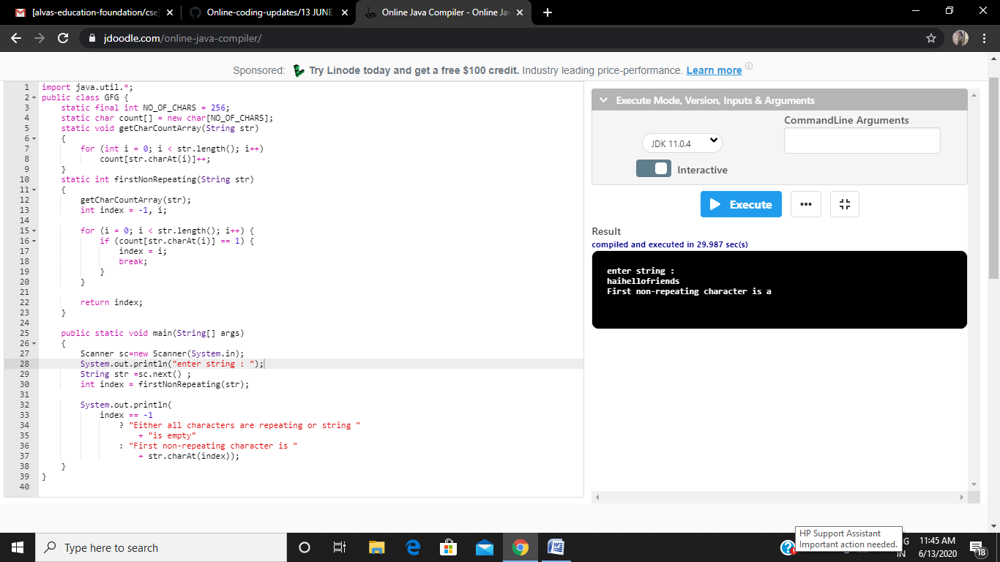 [alvas-education-foundation/cse]
Online-coding-updates/13 JUNE
Online Java Compiler - Online Ja
jdoodle.com/online-java-compiler/
Sponsored: Try Linode today and get a free $100 credit. Industry leading price-performance. Learn more
1 import java.util.*;
2 public class GFG {
3 static final int NO_OF_CHARS = 256;
4 static char count[] = new char[NO_OF_CHARS];
5 static void getCharCountArray(String str)
6 {
7 for (int i = 0; i < str.length(); i++)
8 count[str.charAt(i)]++;
9 }
10 static int firstNonRepeating(String str)
11 {
12 getCharCountArray(str);
13 int index = -1, i;
14
15 for (i = 0; i < str.length(); i++) {
16 if (count[str.charAt(i)] == 1) {
17 index = i;
18 break;
19 }
20 }
21
22 return index;
23 }
24
25 public static void main(String[] args)
26 {
27 Scanner sc=new Scanner(System.in);
28 System.out.println("enter string : ");
29 String str =sc.next() ;
30 int index = firstNonRepeating(str);
31
32 System.out.println(
33 index == -1
34 ? "Either all characters are repeating or string "
35 + "is empty"
36 : "First non-repeating character is "
37 + str.charAt(index));
38 }
39 }
40
Execute Mode, Version, Inputs & Arguments
CommandLine Arguments
JDK 11.0.4
Interactive
Execute
Result
compiled and executed in 29.987 sec(s)
enter string :
haihellofriends
First non-repeating character is a
HP Support Assistant
Important action needed.
Type here to search
G
IN
11:45 AM
6/13/2020
18